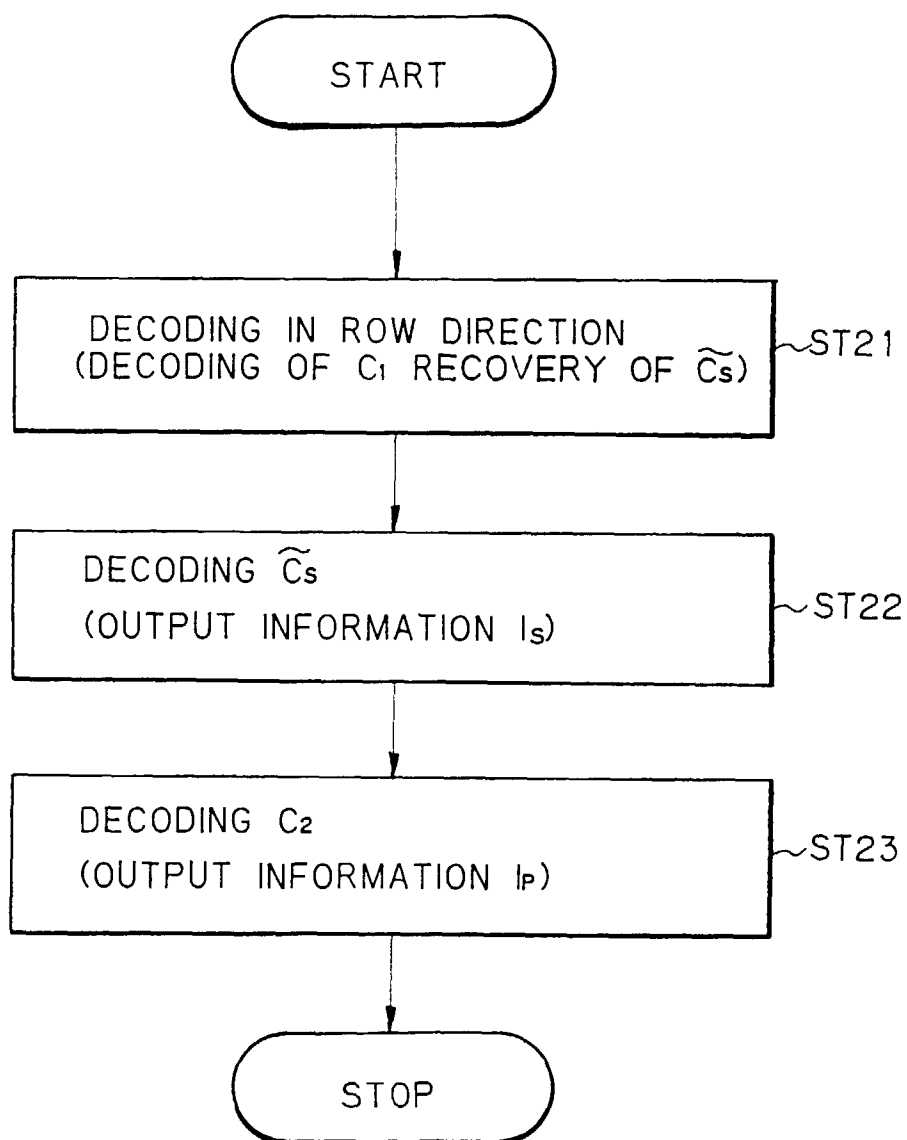 START
DECODING IN ROW DIRECTION
(DECODING OF C₁ RECOVERY OF C̃s)
ST21
DECODING C̃s
(OUTPUT INFORMATION Is)
ST22
DECODING C₂
(OUTPUT INFORMATION IP)
ST23
STOP